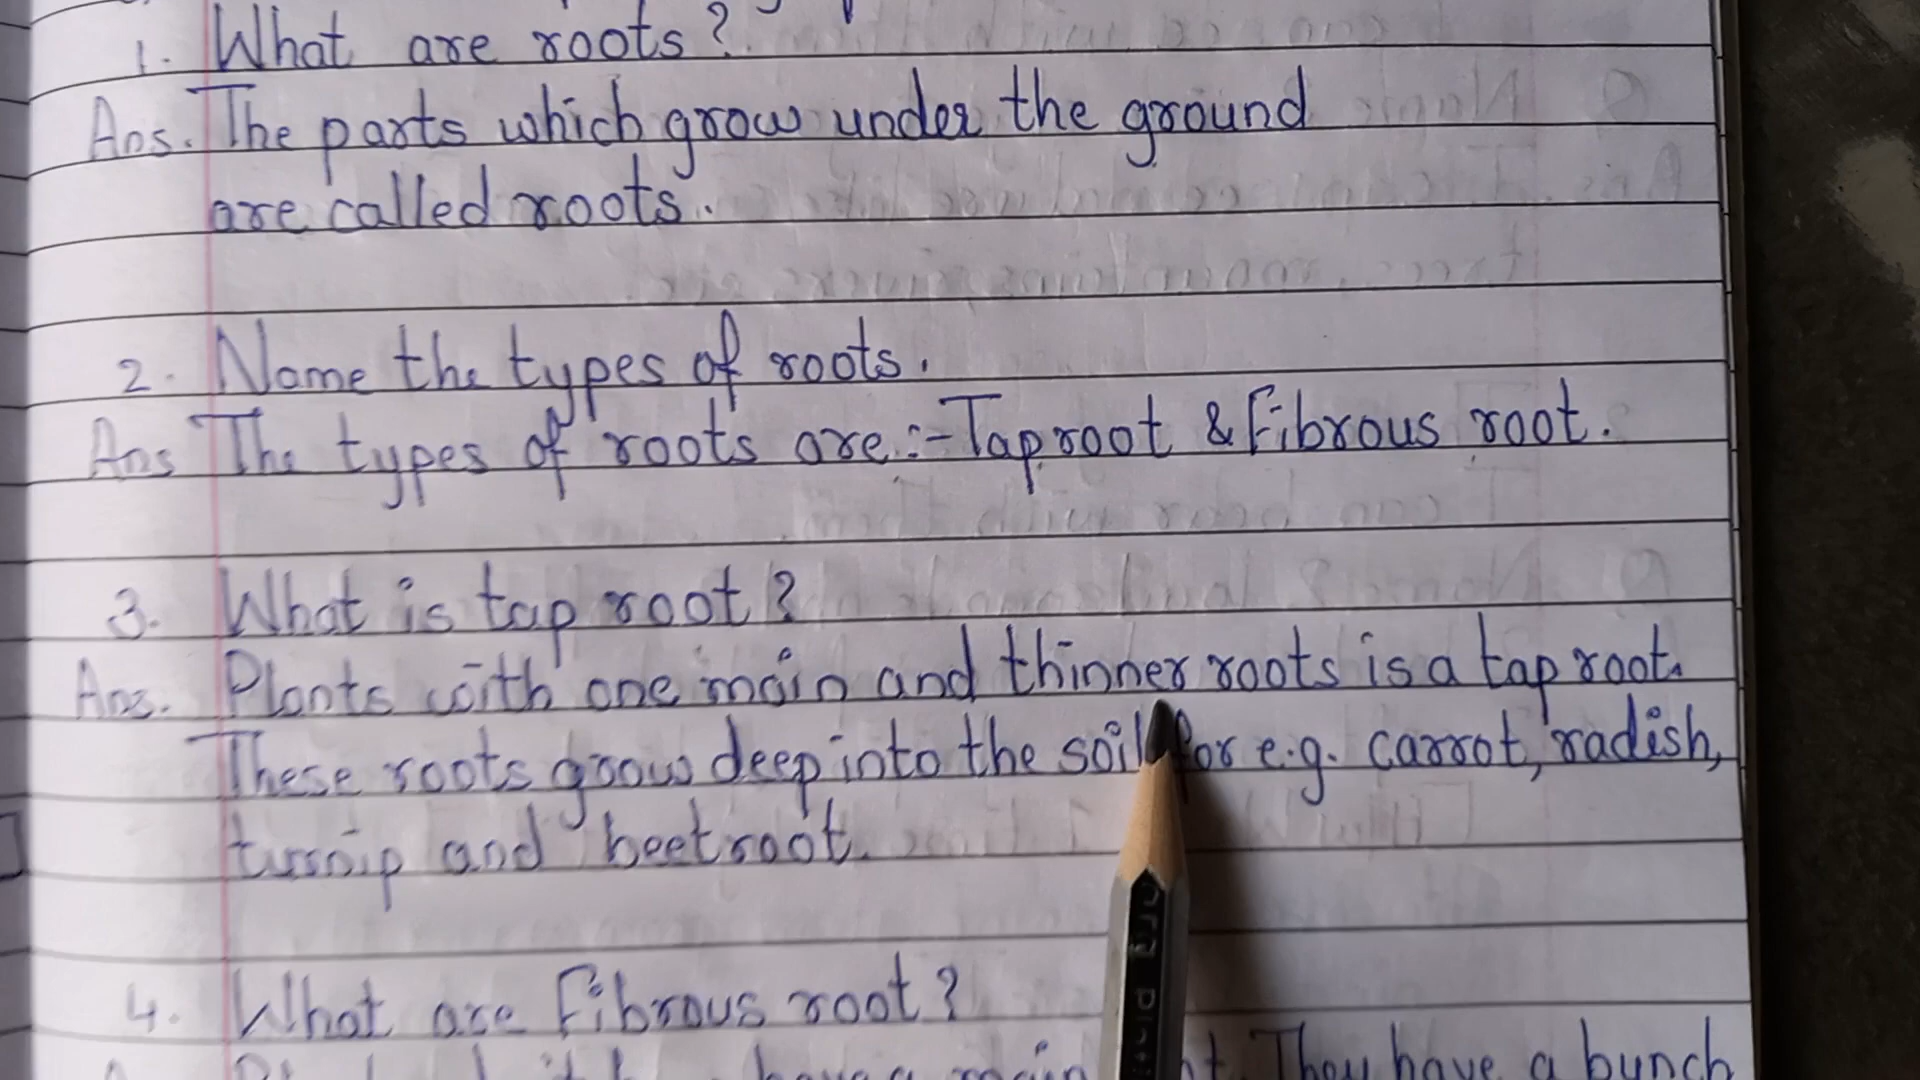 1. What are roots?
Ans. The parts which grow under the ground
are called roots.
2. Name the types of roots.
Ans The types of roots are :- Tap root & Fibrous root.
3. What is tap root?
Ans. Plants with one main and thinner roots is a tap root.
These roots grow deep into the soil for e.g. carrot, radish,
turnip and beetroot.
4. What are Fibrous root?
have a main They have a bunch